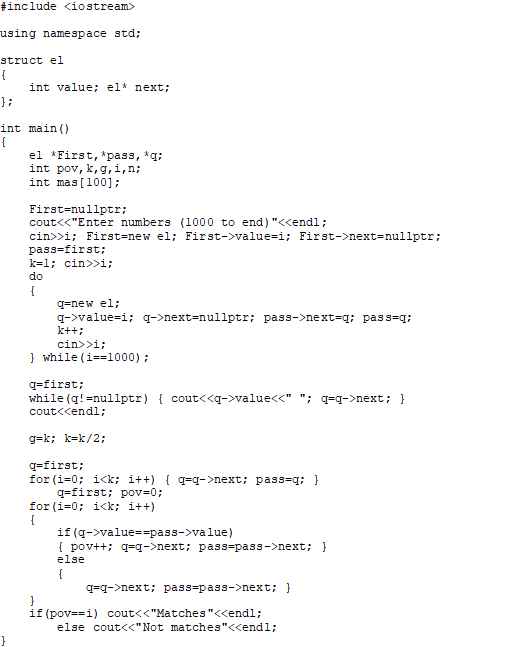 #include <iostream>
using namespace std;
struct el
{
int value; el* next;
};
int main()
{
el *First,*pass,*q;
int pov,k,g,i,n;
int mas[100];
First=nullptr;
cout<<"Enter numbers (1000 to end)"<<endl;
cin>>i; First=new el; First->value=i; First->next=nullptr;
pass=first;
k=1; cin>>i;
do
{
q=new el;
q->value=i; q->next=nullptr; pass->next=q; pass=q;
k++;
cin>>i;
} while(i==1000);
q=first;
while(q!=nullptr) { cout<<q->value<<" "; q=q->next; }
cout<<endl;
g=k; k=k/2;
q=first;
for(i=0; i<k; i++) { q=q->next; pass=q; }
q=first; pov=0;
for(i=0; i<k; i++)
{
if(q->value==pass->value)
{ pov++; q=q->next; pass=pass->next; }
else
{
q=q->next; pass=pass->next; }
}
if(pov==i) cout<<"Matches"<<endl;
else cout<<"Not matches"<<endl;
}